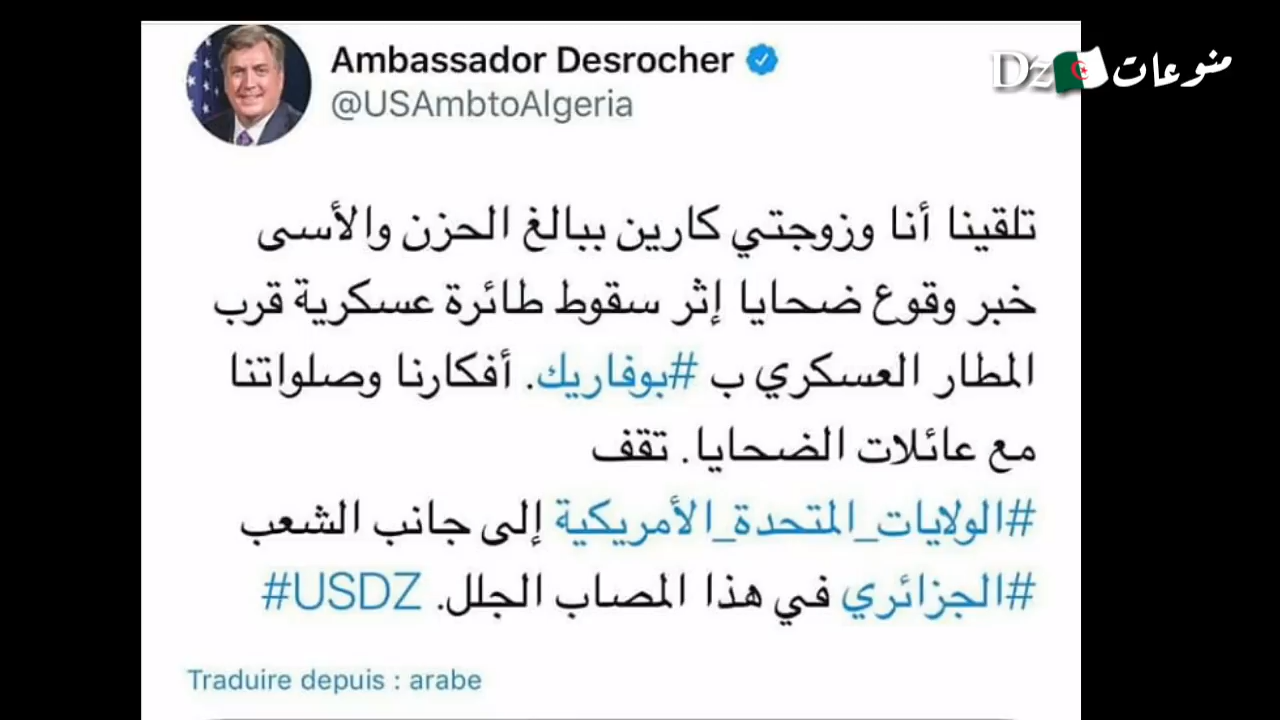 Ambassador Desrocher
@USAmbtoAlgeria
منوعات Dz
تلقينا أنا وزوجتي كارين ببالغ الحزن والأسى
خبر وقوع ضحايا إثر سقوط طائرة عسكرية قرب
المطار العسكري ب #بوفاريك. أفكارنا وصلواتنا
مع عائلات الضحايا. تقف
#الولايات_المتحدة_الأمريكية إلى جانب الشعب
#الجزائري في هذا المصاب الجلل. #USDZ
Traduire depuis : arabe